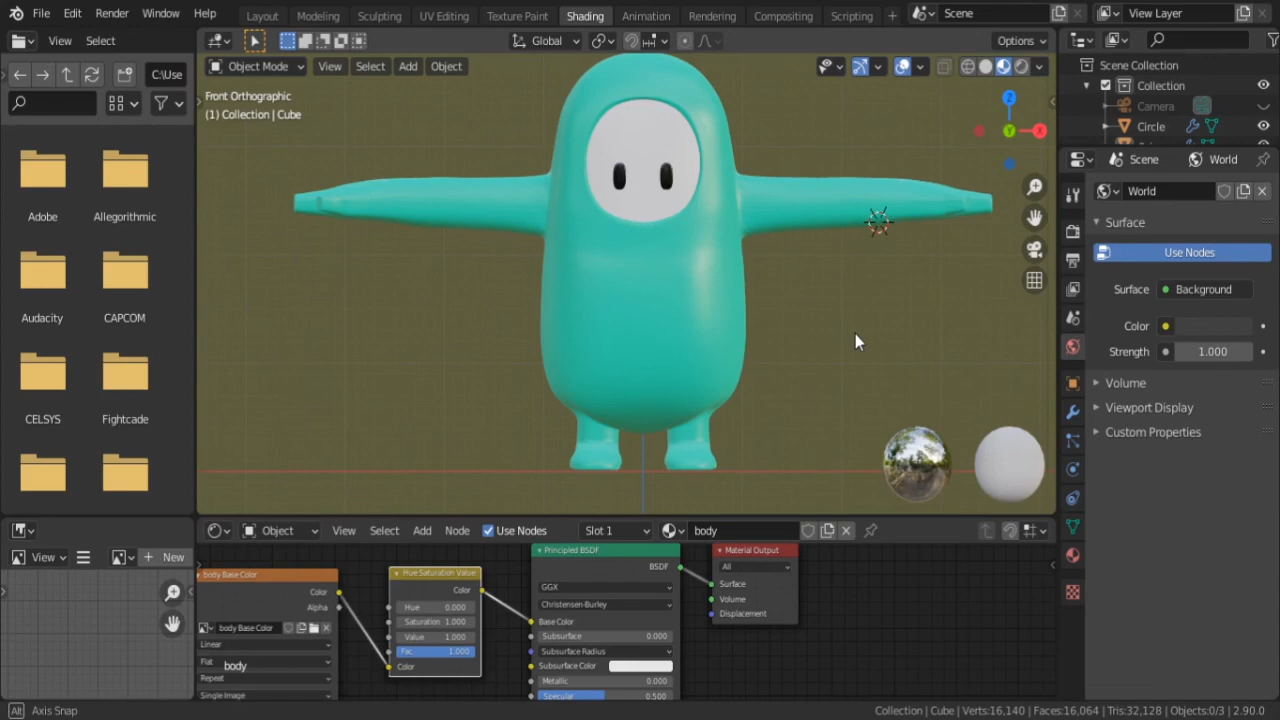 File Edit Render Window Help Layout Modeling Sculpting UV Editing Texture Paint Shading Animation Rendering Compositing Scripting + Scene View Layer
View Select Global Options
C:\Use Object Mode View Select Add Object Scene Collection
Collection
Front Orthographic
(1) Collection | Cube
Camera
Circle
Z
Y
X
Scene World
World
Adobe Allegorithmic
Surface
Use Nodes
Surface Background
Audacity CAPCOM
Color
Strength 1.000
Volume
Viewport Display
CELSYS Fightcade
Custom Properties
Object View Select Add Node Use Nodes Slot 1 body
View New
body Base Color
Color
Alpha
body Base Color
Linear
Flat
body
Repeat
Single Image
Hue Saturation Value
Color
Hue 0.000
Saturation 1.000
Value 1.000
Fac 1.000
Color
Principled BSDF
BSDF
GGX
Christensen-Burley
Base Color
Subsurface 0.000
Subsurface Radius
Subsurface Color
Metallic 0.000
Specular 0.500
Material Output
All
Surface
Volume
Displacement
Alt Axis Snap Collection | Cube | Verts:16,140 | Faces:16,064 | Tris:32,128 | Objects:0/3 | 2.90.0